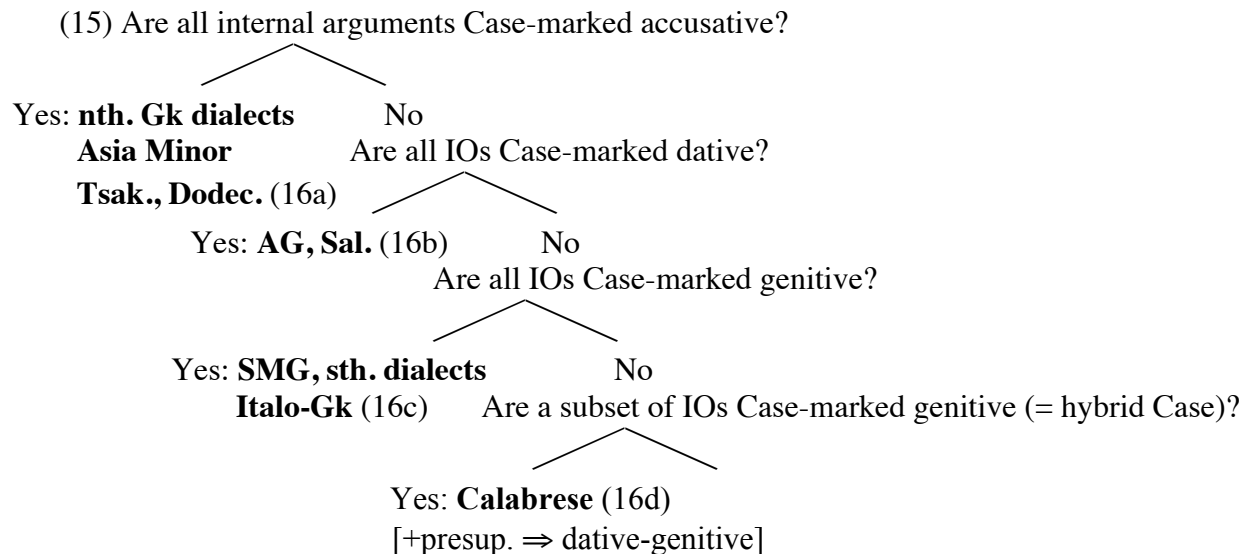 (15) Are all internal arguments Case-marked accusative?
Yes: nth. Gk dialects No
Asia Minor Are all IOs Case-marked dative?
Tsak., Dodec. (16a)
Yes: AG, Sal. (16b) No
Are all IOs Case-marked genitive?
Yes: SMG, sth. dialects No
Italo-Gk (16c) Are a subset of IOs Case-marked genitive (= hybrid Case)?
Yes: Calabrese (16d)
[+presup. ⇒ dative-genitive]